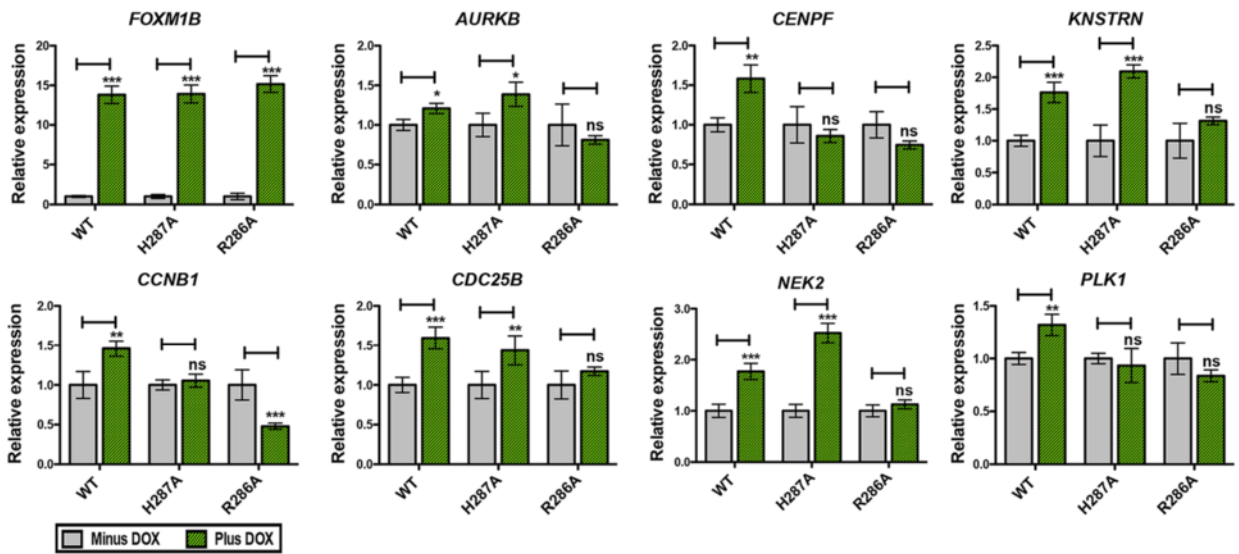 FOXM1B
Relative expression
20
15
10
5
0
***
***
***
WT
H287A
R286A
AURKB
Relative expression
2.0
1.5
1.0
0.5
0.0
*
*
ns
WT
H287A
R286A
CENPF
Relative expression
2.0
1.5
1.0
0.5
0.0
**
ns
ns
WT
H287A
R286A
KNSTRN
Relative expression
2.5
2.0
1.5
1.0
0.5
0.0
***
***
ns
WT
H287A
R286A
CCNB1
Relative expression
2.0
1.5
1.0
0.5
0.0
**
ns
***
WT
H287A
R286A
CDC25B
Relative expression
2.0
1.5
1.0
0.5
0.0
***
**
ns
WT
H287A
R286A
NEK2
Relative expression
3.0
2.0
1.0
0.0
***
***
ns
WT
H287A
R286A
PLK1
Relative expression
1.5
1.0
0.5
0.0
**
ns
ns
WT
H287A
R286A
Minus DOX Plus DOX